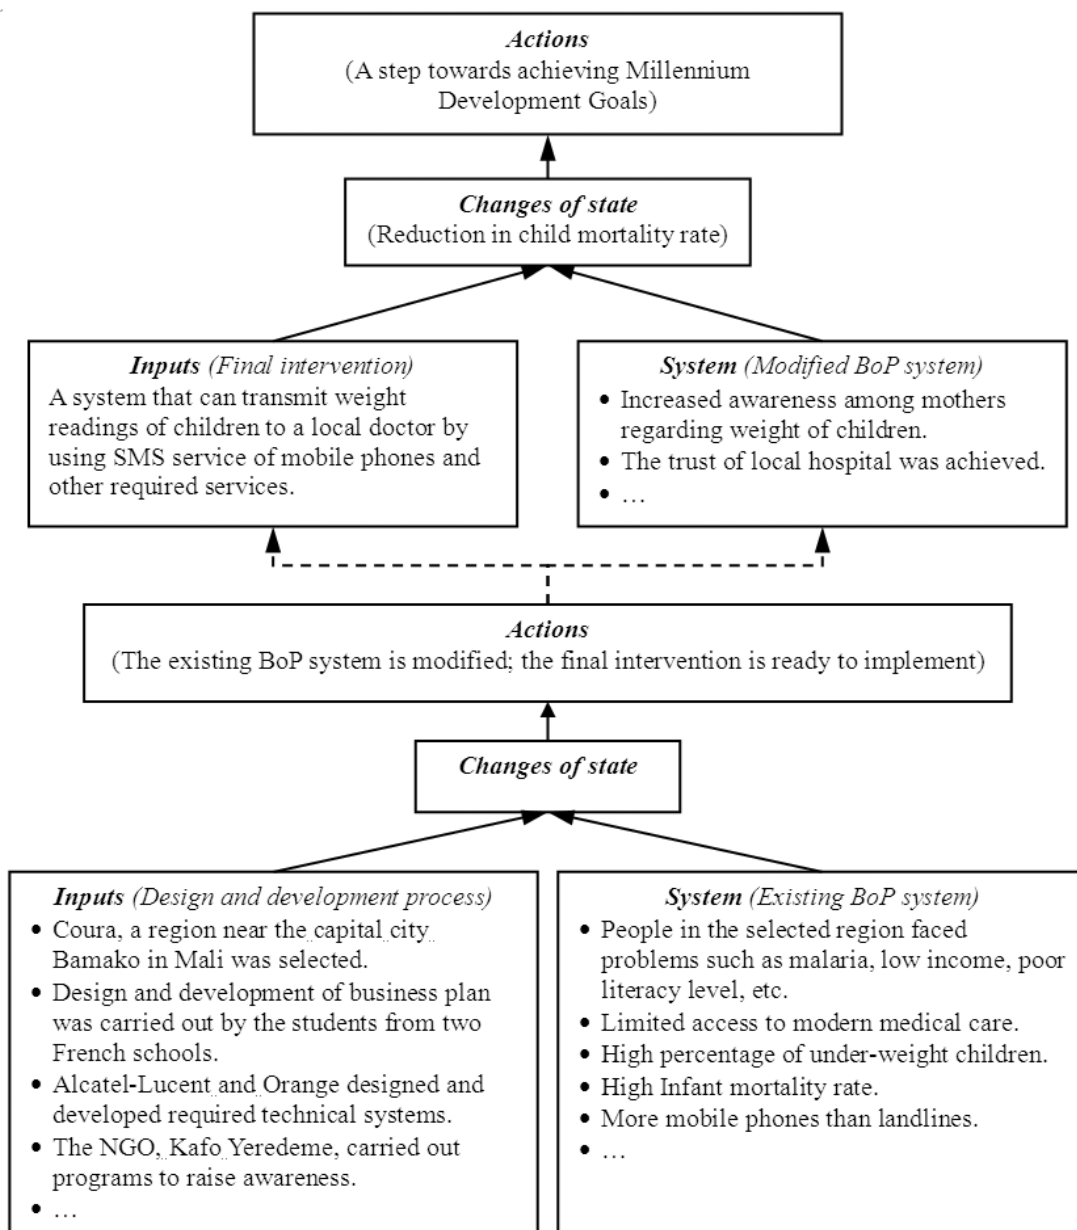 Actions
(A step towards achieving Millennium
Development Goals)
Changes of state
(Reduction in child mortality rate)
Inputs (Final intervention)
A system that can transmit weight
readings of children to a local doctor by
using SMS service of mobile phones and
other required services.
System (Modified BoP system)
• Increased awareness among mothers
regarding weight of children.
• The trust of local hospital was achieved.
• …
Actions
(The existing BoP system is modified; the final intervention is ready to implement)
Changes of state
Inputs (Design and development process)
• Coura, a region near the capital city
Bamako in Mali was selected.
• Design and development of business plan
was carried out by the students from two
French schools.
• Alcatel-Lucent and Orange designed and
developed required technical systems.
• The NGO, Kafo Yeredeme, carried out
programs to raise awareness.
• …
System (Existing BoP system)
• People in the selected region faced
problems such as malaria, low income, poor
literacy level, etc.
• Limited access to modern medical care.
• High percentage of under-weight children.
• High Infant mortality rate.
• More mobile phones than landlines.
• …